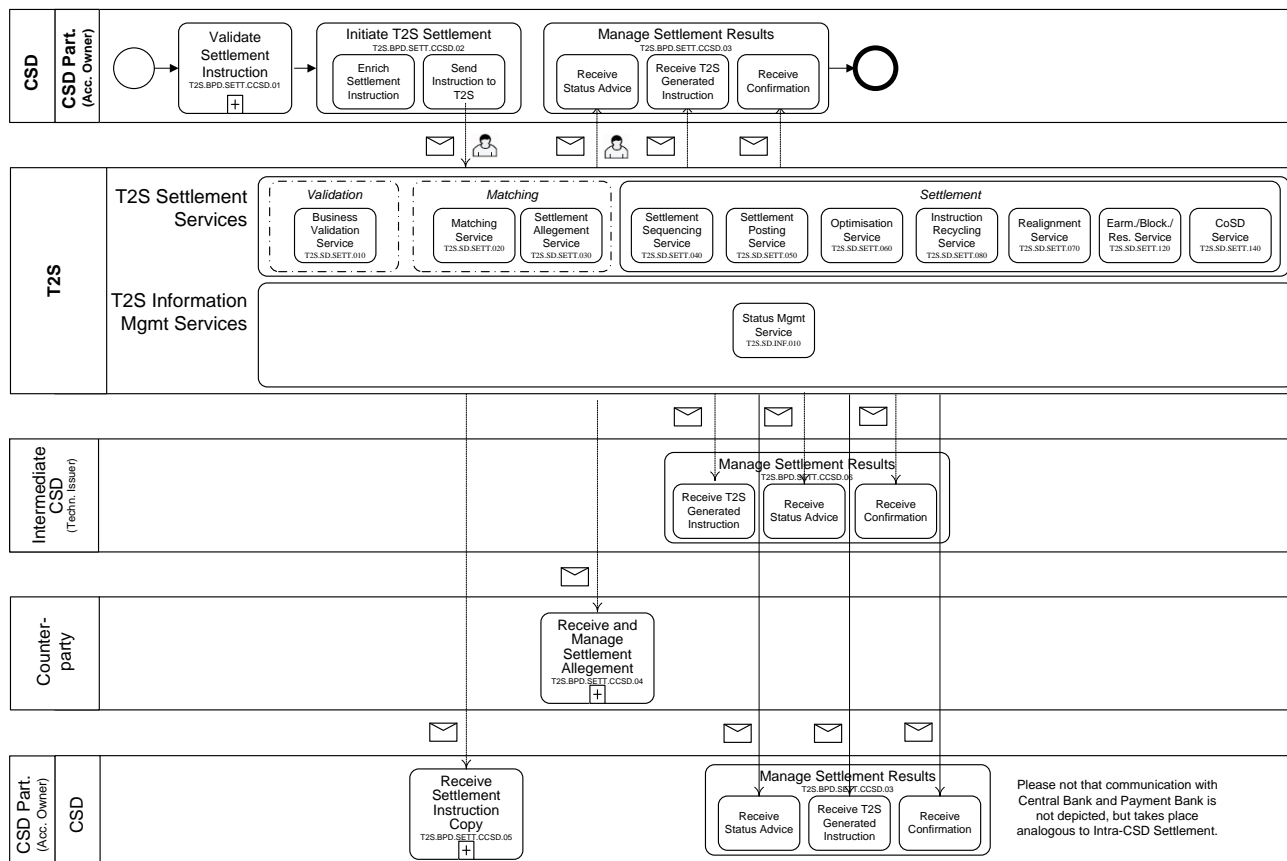 CSD
CSD Part.
(Acc. Owner)
Validate
Settlement
Instruction
T2S.BPD.SETT.CCSD.01
+
Initiate T2S Settlement
T2S.BPD.SETT.CCSD.02
Enrich
Settlement
Instruction
Send
Instruction to
T2S
Manage Settlement Results
T2S.BPD.SETT.CCSD.03
Receive
Status Advice
Receive T2S
Generated
Instruction
Receive
Confirmation
T2S
T2S Settlement
Services
Validation
Business
Validation
Service
T2S.SD.SETT.010
Matching
Matching
Service
T2S.SD.SETT.020
Settlement
Allegement
Service
T2S.SD.SETT.030
Settlement
Settlement
Sequencing
Service
T2S.SD.SETT.040
Settlement
Posting
Service
T2S.SD.SETT.050
Optimisation
Service
T2S.SD.SETT.060
Instruction
Recycling
Service
T2S.SD.SETT.080
Realignment
Service
T2S.SD.SETT.070
Earm./Block./
Res. Service
T2S.SD.SETT.120
CoSD
Service
T2S.SD.SETT.140
T2S Information
Mgmt Services
Status Mgmt
Service
T2S.SD.INF.010
Intermediate
CSD
(Techn. Issuer)
Manage Settlement Results
T2S.BPD.SETT.CCSD.06
Receive T2S
Generated
Instruction
Receive
Status Advice
Receive
Confirmation
Counter-
party
Receive and
Manage
Settlement
Allegement
T2S.BPD.SETT.CCSD.04
+
CSD Part.
(Acc. Owner)
CSD
Receive
Settlement
Instruction
Copy
T2S.BPD.SETT.CCSD.05
+
Manage Settlement Results
T2S.BPD.SETT.CCSD.03
Receive
Status Advice
Receive T2S
Generated
Instruction
Receive
Confirmation
Please not that communication with
Central Bank and Payment Bank is
not depicted, but takes place
analogous to Intra-CSD Settlement.